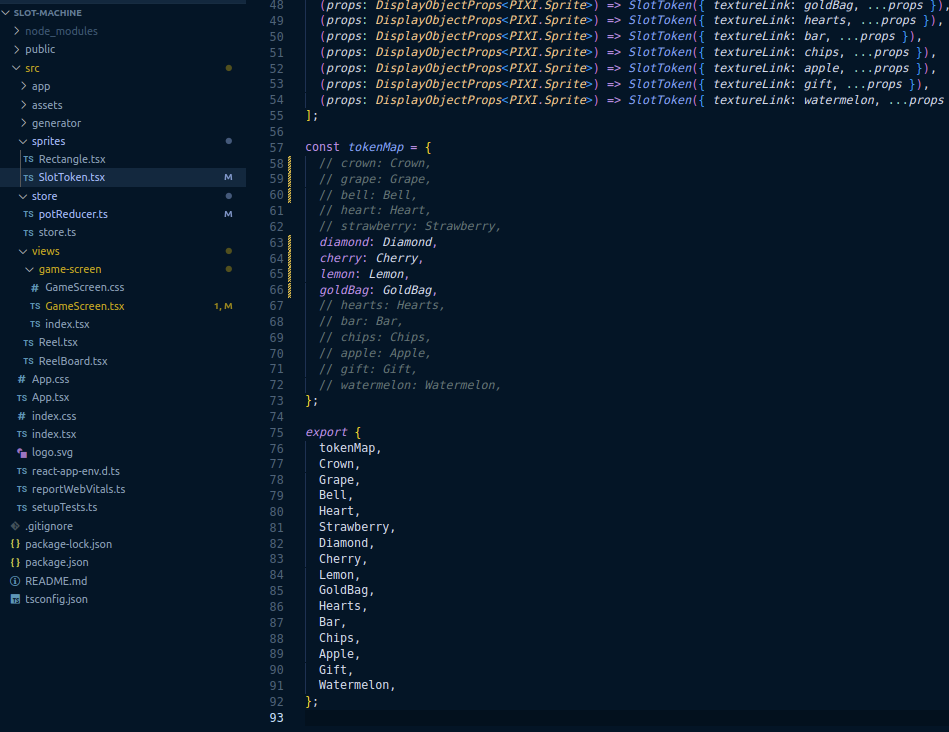 SLOT-MACHINE
node_modules
public
src
app
assets
generator
sprites
TS Rectangle.tsx
TS SlotToken.tsx M
store
TS potReducer.ts M
TS store.ts
views
game-screen
# GameScreen.css
TS GameScreen.tsx 1, M
TS index.tsx
TS Reel.tsx
TS ReelBoard.tsx
# App.css
TS App.tsx
# index.css
TS index.tsx
logo.svg
TS react-app-env.d.ts
TS reportWebVitals.ts
TS setupTests.ts
.gitignore
{} package-lock.json
{} package.json
README.md
tsconfig.json
48 (props: DisplayObjectProps<PIXI.Sprite>) => SlotToken({ textureLink: goldBag, ...props }),
49 (props: DisplayObjectProps<PIXI.Sprite>) => SlotToken({ textureLink: hearts, ...props }),
50 (props: DisplayObjectProps<PIXI.Sprite>) => SlotToken({ textureLink: bar, ...props }),
51 (props: DisplayObjectProps<PIXI.Sprite>) => SlotToken({ textureLink: chips, ...props }),
52 (props: DisplayObjectProps<PIXI.Sprite>) => SlotToken({ textureLink: apple, ...props }),
53 (props: DisplayObjectProps<PIXI.Sprite>) => SlotToken({ textureLink: gift, ...props }),
54 (props: DisplayObjectProps<PIXI.Sprite>) => SlotToken({ textureLink: watermelon, ...props
55 ];
56
57 const tokenMap = {
58 // crown: Crown,
59 // grape: Grape,
60 // bell: Bell,
61 // heart: Heart,
62 // strawberry: Strawberry,
63 diamond: Diamond,
64 cherry: Cherry,
65 lemon: Lemon,
66 goldBag: GoldBag,
67 // hearts: Hearts,
68 // bar: Bar,
69 // chips: Chips,
70 // apple: Apple,
71 // gift: Gift,
72 // watermelon: Watermelon,
73 };
74
75 export {
76 tokenMap,
77 Crown,
78 Grape,
79 Bell,
80 Heart,
81 Strawberry,
82 Diamond,
83 Cherry,
84 Lemon,
85 GoldBag,
86 Hearts,
87 Bar,
88 Chips,
89 Apple,
90 Gift,
91 Watermelon,
92 };
93